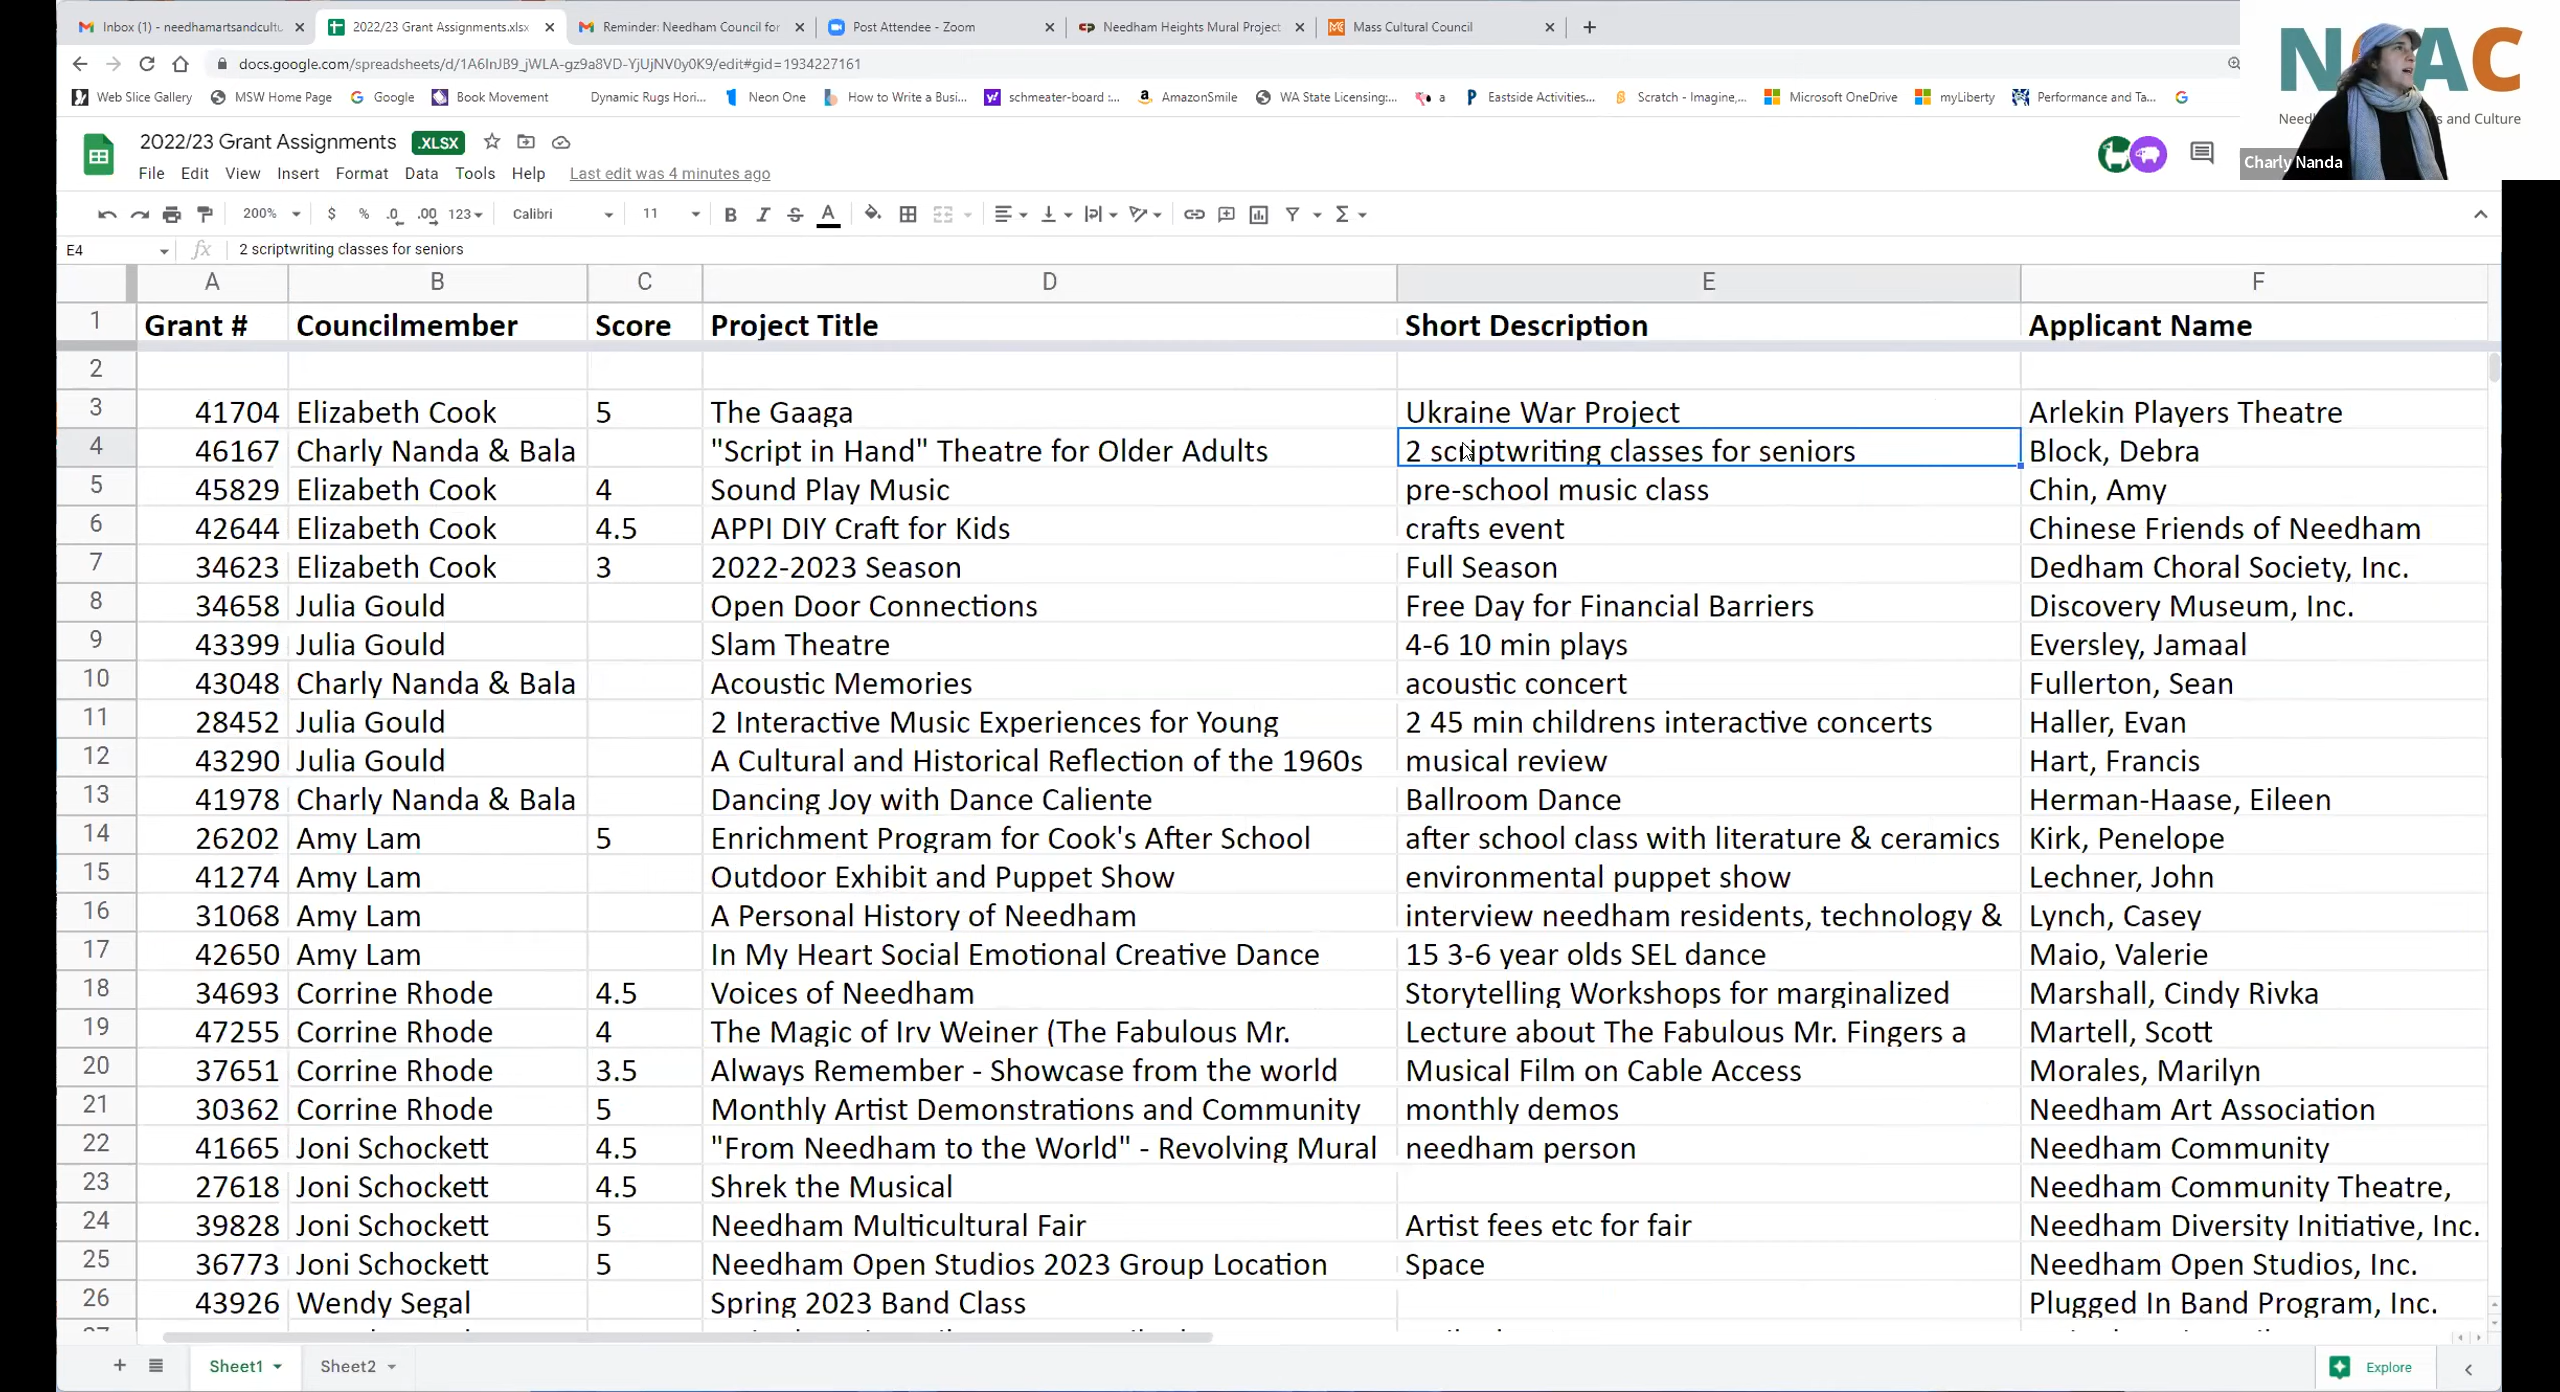 Inbox (1) - needhamartsandcultu
2022/23 Grant Assignments.xlsx
Reminder: Needham Council for
Post Attendee - Zoom
Needham Heights Mural Project
Mass Cultural Council
docs.google.com/spreadsheets/d/1A6InJB9_jWLA-gz9a8VD-YjUjNV0y0K9/edit#gid=1934227161
Web Slice Gallery MSW Home Page Google Book Movement Dynamic Rugs Hori... Neon One How to Write a Busi... schmeater-board :... AmazonSmile WA State Licensing:... a Eastside Activities... Scratch - Imagine,... Microsoft OneDrive myLiberty Performance and Ta...
s and Culture
Charly Nanda
2022/23 Grant Assignments .XLSX
File Edit View Insert Format Data Tools Help Last edit was 4 minutes ago
200% $ % .0 .00 123 Calibri 11 B I S A
E4 fx 2 scriptwriting classes for seniors
A B C D E F
1 Grant # Councilmember Score Project Title Short Description Applicant Name
2
3 41704 Elizabeth Cook 5 The Gaaga Ukraine War Project Arlekin Players Theatre
4 46167 Charly Nanda & Bala "Script in Hand" Theatre for Older Adults 2 scriptwriting classes for seniors Block, Debra
5 45829 Elizabeth Cook 4 Sound Play Music pre-school music class Chin, Amy
6 42644 Elizabeth Cook 4.5 APPI DIY Craft for Kids crafts event Chinese Friends of Needham
7 34623 Elizabeth Cook 3 2022-2023 Season Full Season Dedham Choral Society, Inc.
8 34658 Julia Gould Open Door Connections Free Day for Financial Barriers Discovery Museum, Inc.
9 43399 Julia Gould Slam Theatre 4-6 10 min plays Eversley, Jamaal
10 43048 Charly Nanda & Bala Acoustic Memories acoustic concert Fullerton, Sean
11 28452 Julia Gould 2 Interactive Music Experiences for Young 2 45 min childrens interactive concerts Haller, Evan
12 43290 Julia Gould A Cultural and Historical Reflection of the 1960s musical review Hart, Francis
13 41978 Charly Nanda & Bala Dancing Joy with Dance Caliente Ballroom Dance Herman-Haase, Eileen
14 26202 Amy Lam 5 Enrichment Program for Cook's After School after school class with literature & ceramics Kirk, Penelope
15 41274 Amy Lam Outdoor Exhibit and Puppet Show environmental puppet show Lechner, John
16 31068 Amy Lam A Personal History of Needham interview needham residents, technology & Lynch, Casey
17 42650 Amy Lam In My Heart Social Emotional Creative Dance 15 3-6 year olds SEL dance Maio, Valerie
18 34693 Corrine Rhode 4.5 Voices of Needham Storytelling Workshops for marginalized Marshall, Cindy Rivka
19 47255 Corrine Rhode 4 The Magic of Irv Weiner (The Fabulous Mr. Lecture about The Fabulous Mr. Fingers a Martell, Scott
20 37651 Corrine Rhode 3.5 Always Remember - Showcase from the world Musical Film on Cable Access Morales, Marilyn
21 30362 Corrine Rhode 5 Monthly Artist Demonstrations and Community monthly demos Needham Art Association
22 41665 Joni Schockett 4.5 "From Needham to the World" - Revolving Mural needham person Needham Community
23 27618 Joni Schockett 4.5 Shrek the Musical Needham Community Theatre,
24 39828 Joni Schockett 5 Needham Multicultural Fair Artist fees etc for fair Needham Diversity Initiative, Inc.
25 36773 Joni Schockett 5 Needham Open Studios 2023 Group Location Space Needham Open Studios, Inc.
26 43926 Wendy Segal Spring 2023 Band Class Plugged In Band Program, Inc.
Sheet1 Sheet2 Explore